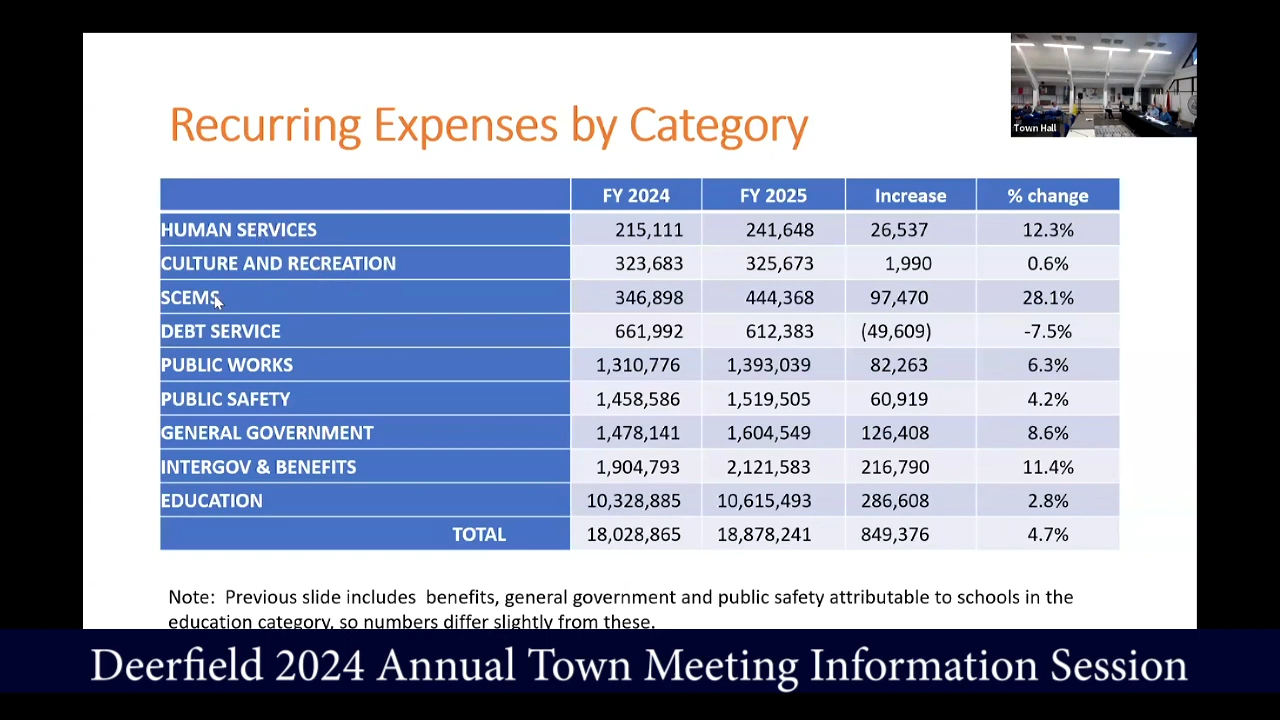 Town Hall
Recurring Expenses by Category
FY 2024 FY 2025 Increase % change
HUMAN SERVICES 215,111 241,648 26,537 12.3%
CULTURE AND RECREATION 323,683 325,673 1,990 0.6%
SCEMS 346,898 444,368 97,470 28.1%
DEBT SERVICE 661,992 612,383 (49,609) -7.5%
PUBLIC WORKS 1,310,776 1,393,039 82,263 6.3%
PUBLIC SAFETY 1,458,586 1,519,505 60,919 4.2%
GENERAL GOVERNMENT 1,478,141 1,604,549 126,408 8.6%
INTERGOV & BENEFITS 1,904,793 2,121,583 216,790 11.4%
EDUCATION 10,328,885 10,615,493 286,608 2.8%
TOTAL 18,028,865 18,878,241 849,376 4.7%
Note: Previous slide includes benefits, general government and public safety attributable to schools in the
education category, so numbers differ slightly from these.
Deerfield 2024 Annual Town Meeting Information Session